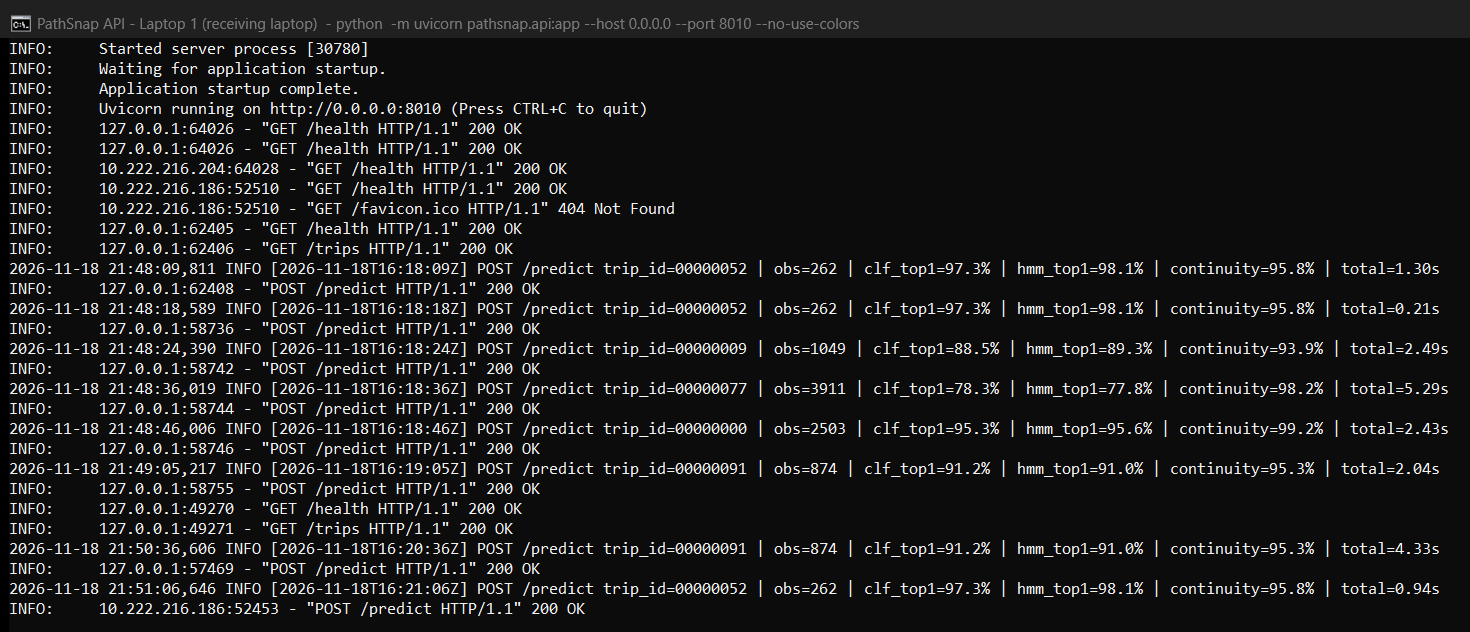 PathSnap API - Laptop 1 (receiving laptop) - python -m uvicorn pathsnap.api:app --host 0.0.0.0 --port 8010 --no-use-colors
INFO: Started server process [30780]
INFO: Waiting for application startup.
INFO: Application startup complete.
INFO: Uvicorn running on http://0.0.0.0:8010 (Press CTRL+C to quit)
INFO: 127.0.0.1:64026 - "GET /health HTTP/1.1" 200 OK
INFO: 127.0.0.1:64026 - "GET /health HTTP/1.1" 200 OK
INFO: 10.222.216.204:64028 - "GET /health HTTP/1.1" 200 OK
INFO: 10.222.216.186:52510 - "GET /health HTTP/1.1" 200 OK
INFO: 10.222.216.186:52510 - "GET /favicon.ico HTTP/1.1" 404 Not Found
INFO: 127.0.0.1:62405 - "GET /health HTTP/1.1" 200 OK
INFO: 127.0.0.1:62406 - "GET /trips HTTP/1.1" 200 OK
2026-11-18 21:48:09,811 INFO [2026-11-18T16:18:09Z] POST /predict trip_id=00000052 | obs=262 | clf_top1=97.3% | hmm_top1=98.1% | continuity=95.8% | total=1.30s
INFO: 127.0.0.1:62408 - "POST /predict HTTP/1.1" 200 OK
2026-11-18 21:48:18,589 INFO [2026-11-18T16:18:18Z] POST /predict trip_id=00000052 | obs=262 | clf_top1=97.3% | hmm_top1=98.1% | continuity=95.8% | total=0.21s
INFO: 127.0.0.1:58736 - "POST /predict HTTP/1.1" 200 OK
2026-11-18 21:48:24,390 INFO [2026-11-18T16:18:24Z] POST /predict trip_id=00000009 | obs=1049 | clf_top1=88.5% | hmm_top1=89.3% | continuity=93.9% | total=2.49s
INFO: 127.0.0.1:58742 - "POST /predict HTTP/1.1" 200 OK
2026-11-18 21:48:36,019 INFO [2026-11-18T16:18:36Z] POST /predict trip_id=00000077 | obs=3911 | clf_top1=78.3% | hmm_top1=77.8% | continuity=98.2% | total=5.29s
INFO: 127.0.0.1:58744 - "POST /predict HTTP/1.1" 200 OK
2026-11-18 21:48:46,006 INFO [2026-11-18T16:18:46Z] POST /predict trip_id=00000000 | obs=2503 | clf_top1=95.3% | hmm_top1=95.6% | continuity=99.2% | total=2.43s
INFO: 127.0.0.1:58746 - "POST /predict HTTP/1.1" 200 OK
2026-11-18 21:49:05,217 INFO [2026-11-18T16:19:05Z] POST /predict trip_id=00000091 | obs=874 | clf_top1=91.2% | hmm_top1=91.0% | continuity=95.3% | total=2.04s
INFO: 127.0.0.1:58755 - "POST /predict HTTP/1.1" 200 OK
INFO: 127.0.0.1:49270 - "GET /health HTTP/1.1" 200 OK
INFO: 127.0.0.1:49271 - "GET /trips HTTP/1.1" 200 OK
2026-11-18 21:50:36,606 INFO [2026-11-18T16:20:36Z] POST /predict trip_id=00000091 | obs=874 | clf_top1=91.2% | hmm_top1=91.0% | continuity=95.3% | total=4.33s
INFO: 127.0.0.1:57469 - "POST /predict HTTP/1.1" 200 OK
2026-11-18 21:51:06,646 INFO [2026-11-18T16:21:06Z] POST /predict trip_id=00000052 | obs=262 | clf_top1=97.3% | hmm_top1=98.1% | continuity=95.8% | total=0.94s
INFO: 10.222.216.186:52453 - "POST /predict HTTP/1.1" 200 OK